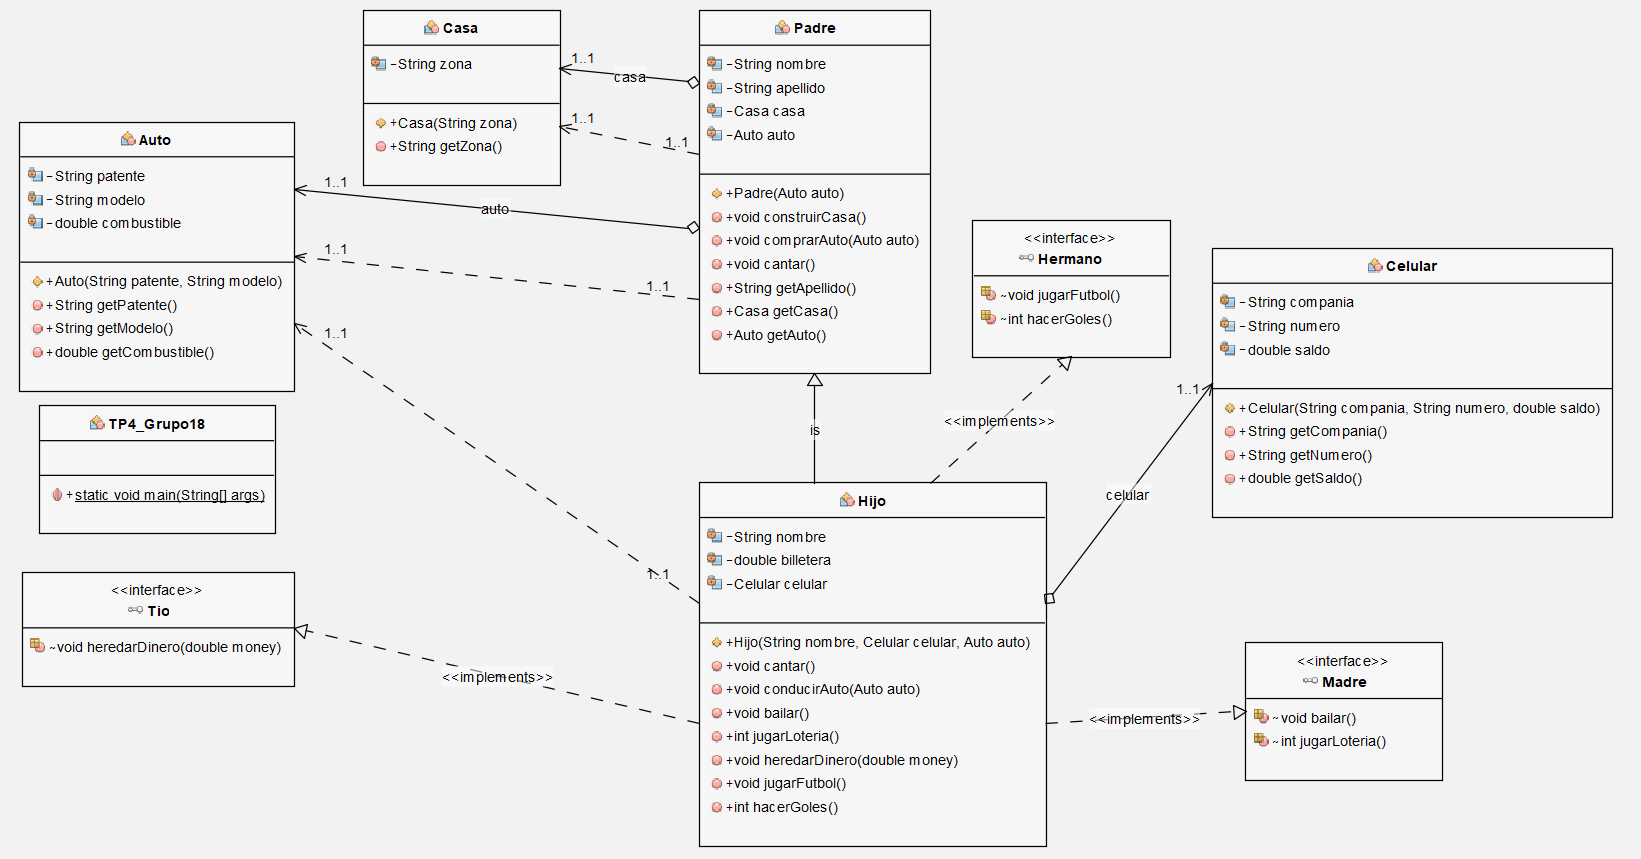 Casa
-String zona
+Casa(String zona)
+String getZona()
Padre
-String nombre
-String apellido
-Casa casa
-Auto auto
+Padre(Auto auto)
+void construirCasa()
+void comprarAuto(Auto auto)
+void cantar()
+String getApellido()
+Casa getCasa()
+Auto getAuto()
1..1
casa
1..1
1..1
Auto
-String patente
-String modelo
-double combustible
+Auto(String patente, String modelo)
+String getPatente()
+String getModelo()
+double getCombustible()
1..1
auto
1..1
1..1
1..1
1..1
<<interface>>
Hermano
~void jugarFutbol()
~int hacerGoles()
Celular
-String compania
-String numero
-double saldo
+Celular(String compania, String numero, double saldo)
+String getCompania()
+String getNumero()
+double getSaldo()
1..1
celular
is
<<implements>>
TP4_Grupo18
+static void main(String[] args)
Hijo
-String nombre
-double billetera
-Celular celular
+Hijo(String nombre, Celular celular, Auto auto)
+void cantar()
+void conducirAuto(Auto auto)
+void bailar()
+int jugarLoteria()
+void heredarDinero(double money)
+void jugarFutbol()
+int hacerGoles()
<<interface>>
Tio
~void heredarDinero(double money)
<<implements>>
<<implements>>
<<interface>>
Madre
~void bailar()
~int jugarLoteria()